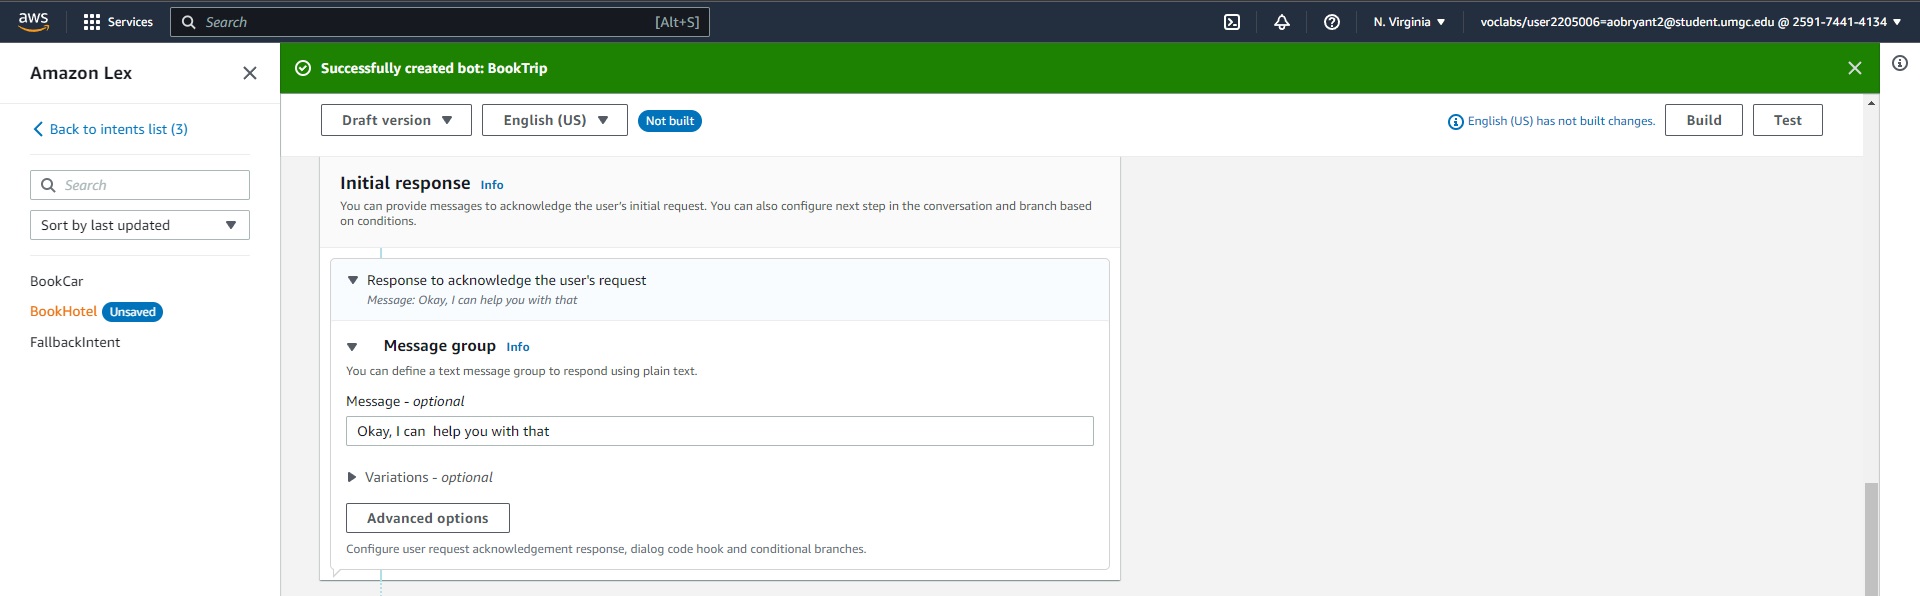 aws Services Search [Alt+S] N. Virginia ▼ voclabs/user2205006=aobryant2@student.umgc.edu @ 2591-7441-4134 ▼
Amazon Lex
Back to intents list (3)
Search
Sort by last updated
BookCar
BookHotel Unsaved
FallbackIntent
Successfully created bot: BookTrip
Draft version English (US) Not built English (US) has not built changes. Build Test
Initial response Info
You can provide messages to acknowledge the user's initial request. You can also configure next step in the conversation and branch based
on conditions.
Response to acknowledge the user's request
Message: Okay, I can help you with that
Message group Info
You can define a text message group to respond using plain text.
Message - optional
Okay, I can  help you with that
Variations - optional
Advanced options
Configure user request acknowledgement response, dialog code hook and conditional branches.